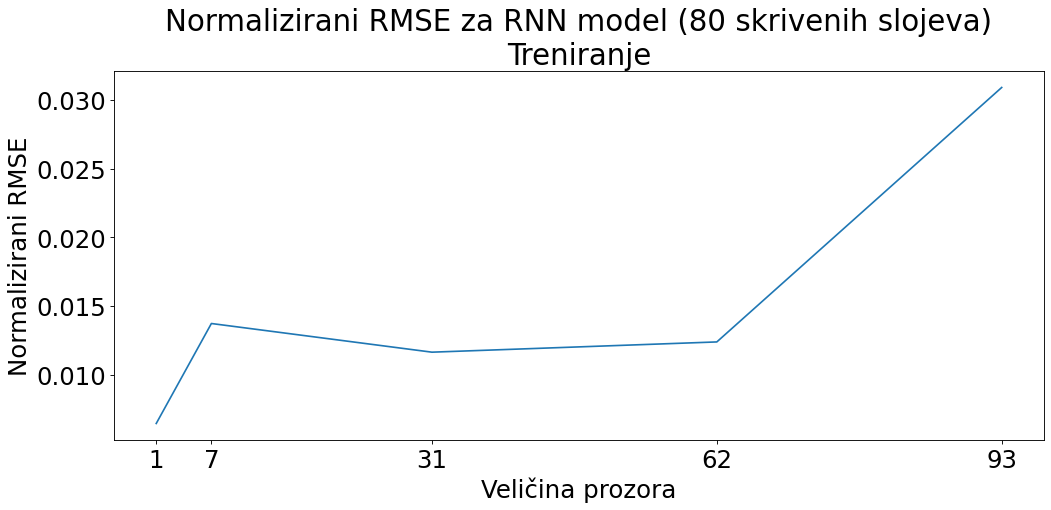 Normalizirani RMSE za RNN model (80 skrivenih slojeva)
Treniranje
Normalizirani RMSE
0.030
0.025
0.020
0.015
0.010
1 7 31 62 93
Veličina prozora